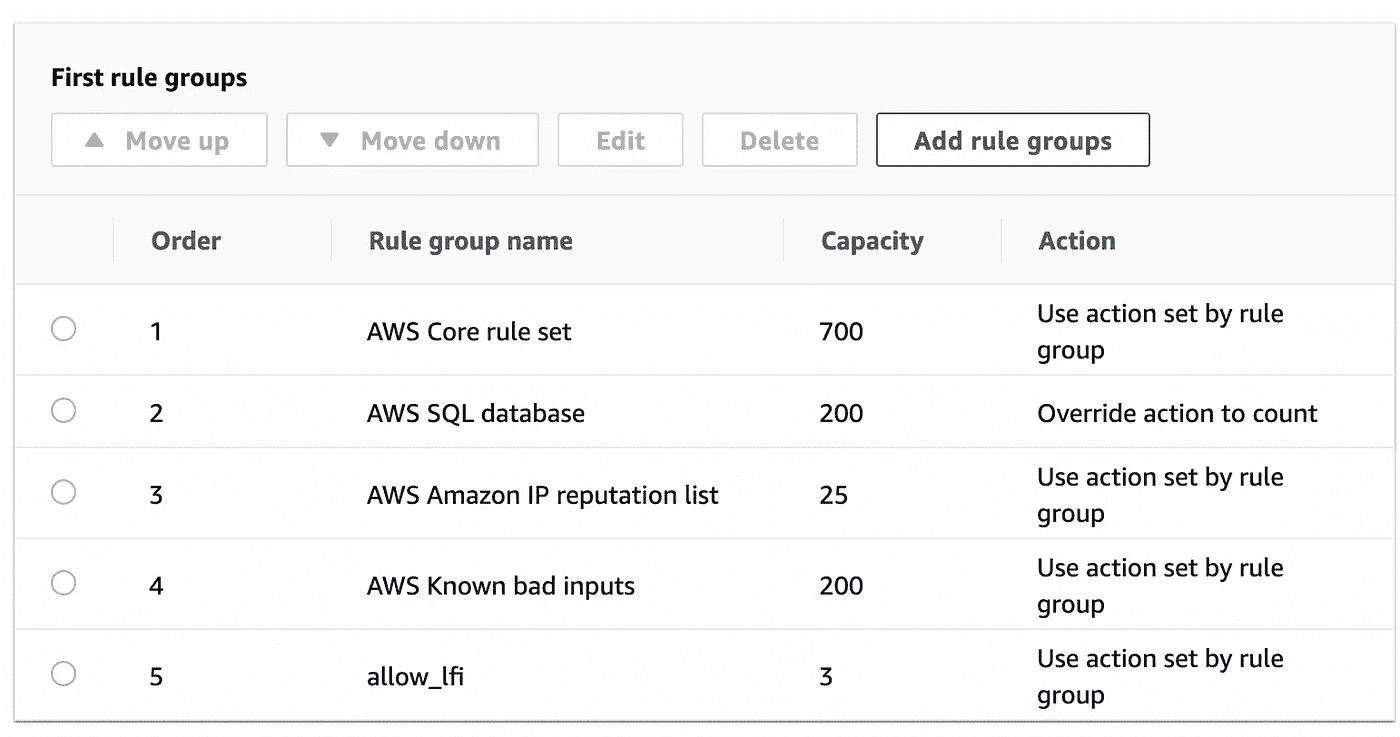 First rule groups
▲ Move up ▼ Move down Edit Delete Add rule groups
Order Rule group name Capacity Action
1 AWS Core rule set 700 Use action set by rule
group
2 AWS SQL database 200 Override action to count
3 AWS Amazon IP reputation list 25 Use action set by rule
group
4 AWS Known bad inputs 200 Use action set by rule
group
5 allow_lfi 3 Use action set by rule
group